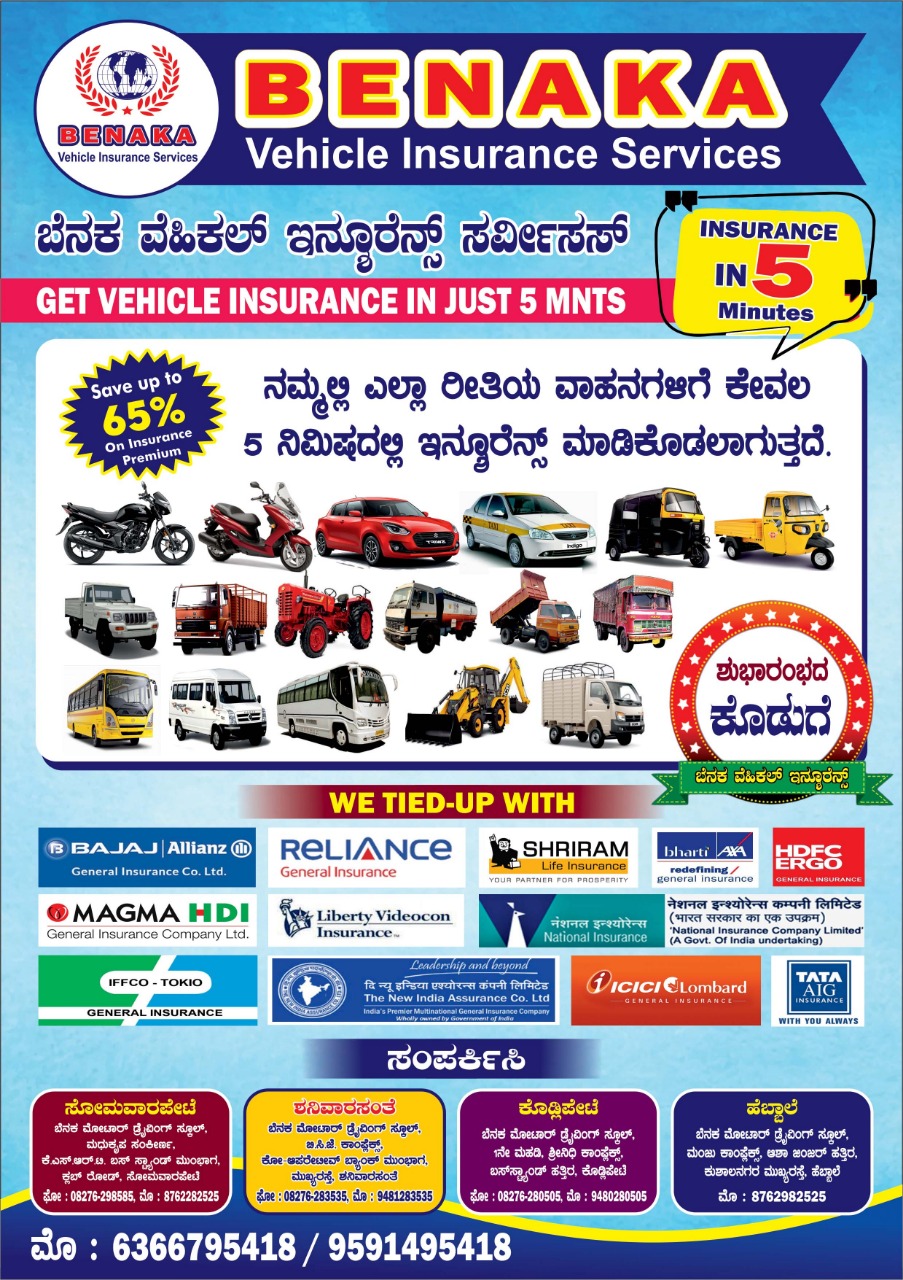 BENAKA
Vehicle Insurance Services
BENAKA
Vehicle Insurance Services
ಬೆನಕ ವೆಹಿಕಲ್ ಇನ್ಶೂರೆನ್ಸ್ ಸರ್ವೀಸಸ್
INSURANCE
IN 5
Minutes
GET VEHICLE INSURANCE IN JUST 5 MNTS
Save up to
65%
On Insurance
Premium
ನಮ್ಮಲ್ಲಿ ಎಲ್ಲಾ ರೀತಿಯ ವಾಹನಗಳಿಗೆ ಕೇವಲ
5 ನಿಮಿಷದಲ್ಲಿ ಇನ್ಶೂರೆನ್ಸ್ ಮಾಡಿಕೊಡಲಾಗುತ್ತದೆ.
TAXI
Indigo
ಶುಭಾರಂಭದ
ಕೊಡುಗೆ
ಬೆನಕ ವೆಹಿಕಲ್ ಇನ್ಶೂರೆನ್ಸ್
WE TIED-UP WITH
BAJAJ | Allianz
General Insurance Co. Ltd.
RELIANCE
General Insurance
SHRIRAM
Life Insurance
YOUR PARTNER FOR PROSPERITY
bharti AXA
redefining /
general insurance
HDFC
ERGO
GENERAL INSURANCE
MAGMA HDI
General Insurance Company Ltd.
Liberty Videocon
Insurance™
नॅशनल इन्श्योरेन्स
National Insurance
नेशनल इन्श्योरेन्स कम्पनी लिमिटेड
(भारत सरकार का एक उपक्रम)
'National Insurance Company Limited'
(A Govt. Of India undertaking)
IFFCO - TOKIO
GENERAL INSURANCE
Leadership and beyond
दि न्यू इन्डिया एश्योरेन्स कंपनी लिमिटेड
The New India Assurance Co. Ltd
India's Premier Multinational General Insurance Company
Wholly owned by Government of India
ICICI Lombard
GENERAL INSURANCE
TATA
AIG
INSURANCE
WITH YOU ALWAYS
ಸಂಪರ್ಕಿಸಿ
ಸೋಮವಾರಪೇಟೆ
ಬೆನಕ ಮೋಟಾರ್ ಡ್ರೈವಿಂಗ್ ಸ್ಕೂಲ್,
ಮಧುಕೃಪ ಸಂಕೀರ್ಣ,
ಕೆ.ಎಸ್.ಆರ್.ಟಿ. ಬಸ್ ಸ್ಟ್ಯಾಂಡ್ ಮುಂಭಾಗ,
ಕ್ಲಬ್ ರೋಡ್, ಸೋಮವಾರಪೇಟೆ
ಫೋ : 08276-298585, ಮೊ : 8762282525
ಶನಿವಾರಸಂತೆ
ಬೆನಕ ಮೋಟಾರ್ ಡ್ರೈವಿಂಗ್ ಸ್ಕೂಲ್,
ಬಿ.ಸಿ.ಜೆ. ಕಾಂಪ್ಲೆಕ್ಸ್,
ಕೋ ಆಪರೇಟೀವ್ ಬ್ಯಾಂಕ್ ಮುಂಭಾಗ,
ಮುಖ್ಯರಸ್ತೆ, ಶನಿವಾರಸಂತೆ
ಫೋ : 08276-283535, ಮೊ : 9481283535
ಕೊಡ್ಲಿಪೇಟೆ
ಬೆನಕ ಮೋಟಾರ್ ಡ್ರೈವಿಂಗ್ ಸ್ಕೂಲ್,
1ನೇ ಮಹಡಿ, ಶ್ರೀನಿಧಿ ಕಾಂಪ್ಲೆಕ್ಸ್,
ಬಸ್‌ಸ್ಟ್ಯಾಂಡ್ ಹತ್ತಿರ, ಕೊಡ್ಲಿಪೇಟೆ
ಫೋ : 08276-280505, ಮೊ : 9480280505
ಹೆಬ್ಬಾಲೆ
ಬೆನಕ ಮೋಟಾರ್ ಡ್ರೈವಿಂಗ್ ಸ್ಕೂಲ್,
ಮಂಜು ಕಾಂಪ್ಲೆಕ್ಸ್, ಆಶಾ ಜಂಜರ್ ಹತ್ತಿರ,
ಕುಶಾಲನಗರ ಮುಖ್ಯರಸ್ತೆ, ಹೆಬ್ಬಾಲೆ
ಮೊ : 8762982525
ಮೊ : 6366795418 / 9591495418